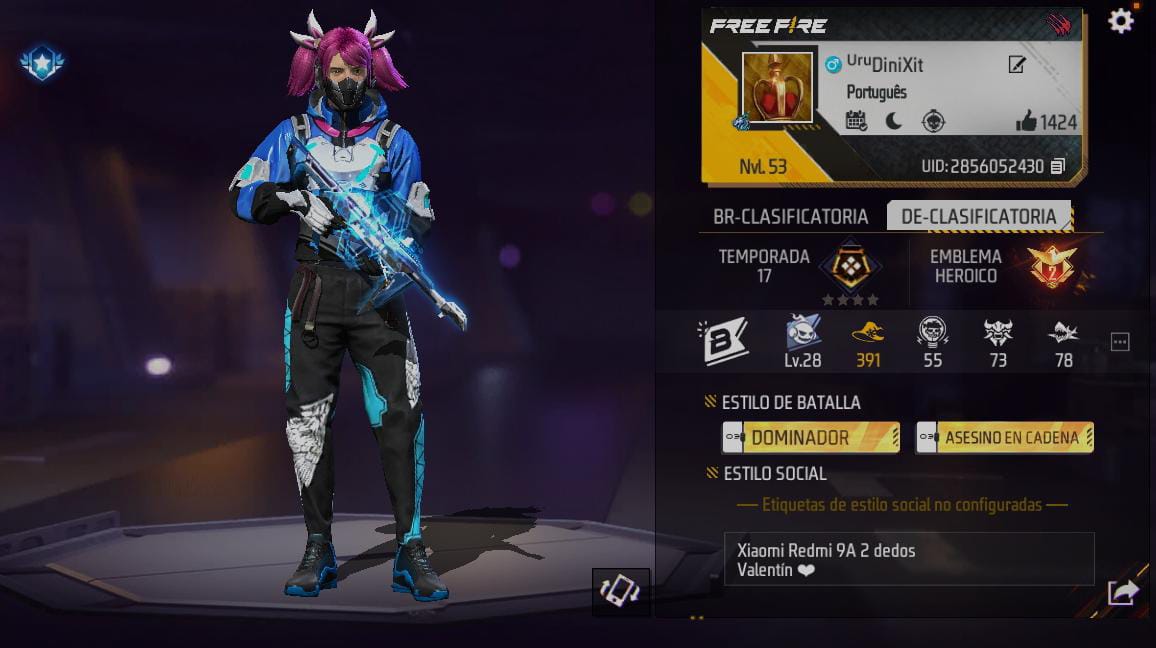 FREE FIRE
UruDiniXit
Português
1424
Nvl. 53
UID: 2856052430
BR-CLASIFICATORIA
DE-CLASIFICATORIA
TEMPORADA
17
EMBLEMA
HEROICO
2
B
Lv.28
391
55
73
78
ESTILO DE BATALLA
DOMINADOR
ASESINO EN CADENA
ESTILO SOCIAL
Etiquetas de estilo social no configuradas
Xiaomi Redmi 9A 2 dedos
Valentín ❤